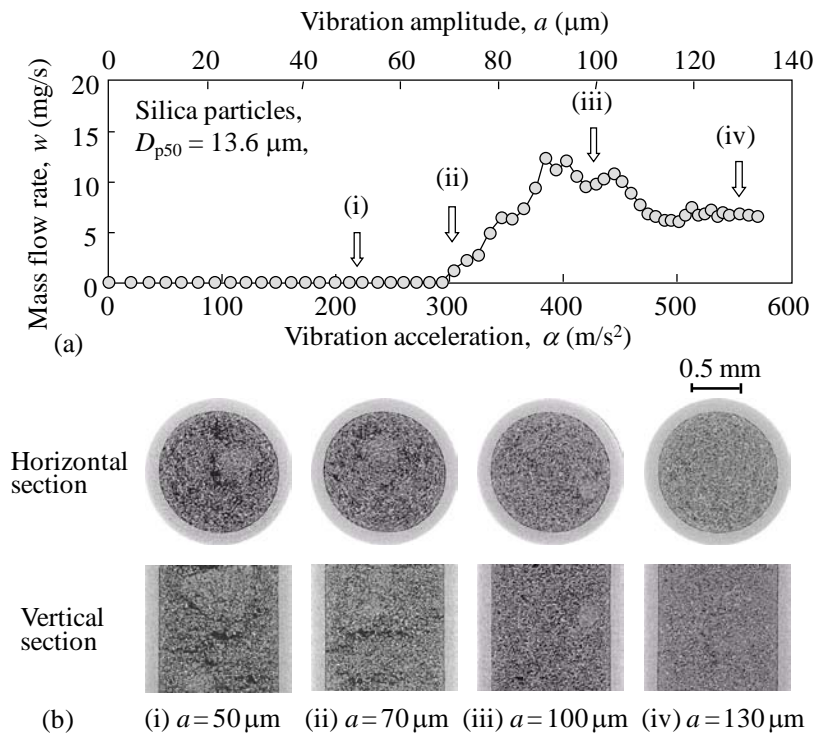 Vibration amplitude, a (μm)
0 20 40 60 80 100 120 140
20
15
10
5
0
Mass flow rate, w (mg/s)
Silica particles,
Dp50 = 13.6 μm,
(i)
(ii)
(iii)
(iv)
0 100 200 300 400 500 600
Vibration acceleration, α (m/s²)
(a)
0.5 mm
Horizontal
section
Vertical
section
(b)
(i) a = 50 μm
(ii) a = 70 μm
(iii) a = 100 μm
(iv) a = 130 μm